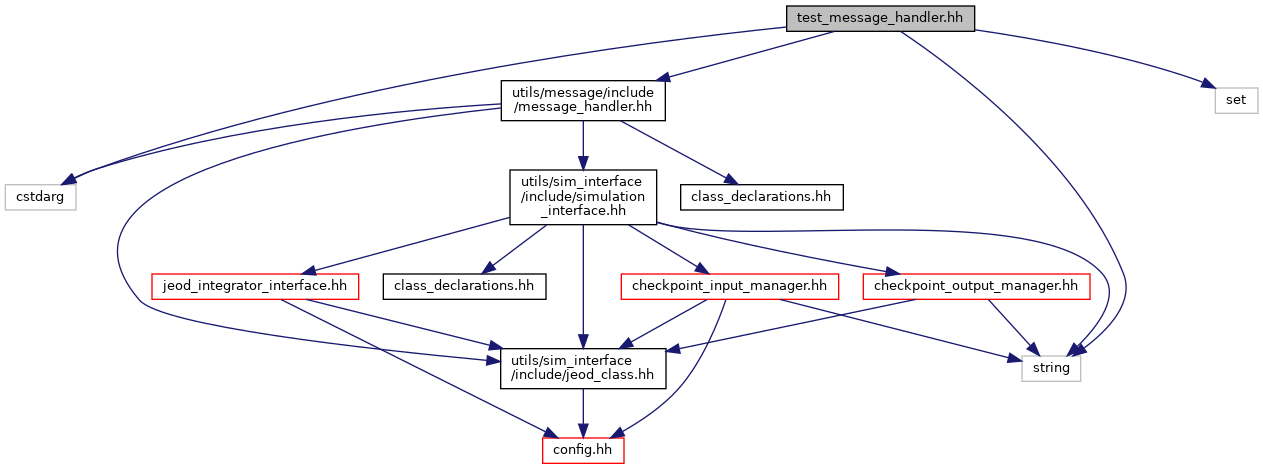 test_message_handler.hh
utils/message/include
/message_handler.hh
set
cstdarg
utils/sim_interface
/include/simulation
_interface.hh
class_declarations.hh
jeod_integrator_interface.hh
class_declarations.hh
checkpoint_input_manager.hh
checkpoint_output_manager.hh
utils/sim_interface
/include/jeod_class.hh
string
config.hh